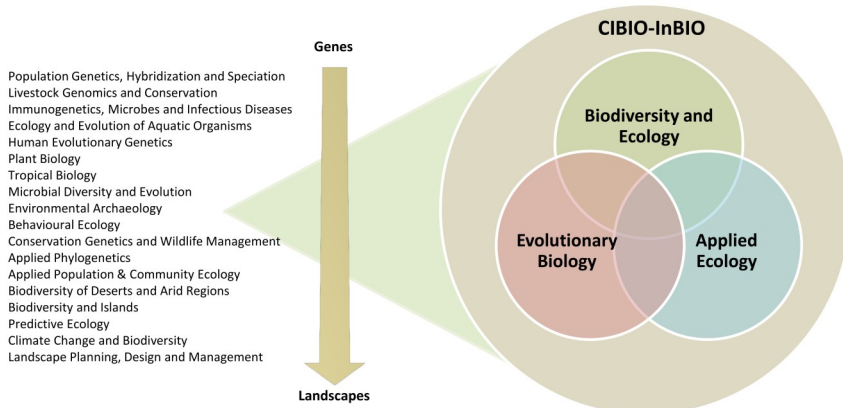 Genes
Population Genetics, Hybridization and Speciation
Livestock Genomics and Conservation
Immunogenetics, Microbes and Infectious Diseases
Ecology and Evolution of Aquatic Organisms
Human Evolutionary Genetics
Plant Biology
Tropical Biology
Microbial Diversity and Evolution
Environmental Archaeology
Behavioural Ecology
Conservation Genetics and Wildlife Management
Applied Phylogenetics
Applied Population & Community Ecology
Biodiversity of Deserts and Arid Regions
Biodiversity and Islands
Predictive Ecology
Climate Change and Biodiversity
Landscape Planning, Design and Management
Landscapes
CIBIO-InBIO
Biodiversity and
Ecology
Evolutionary
Biology
Applied
Ecology